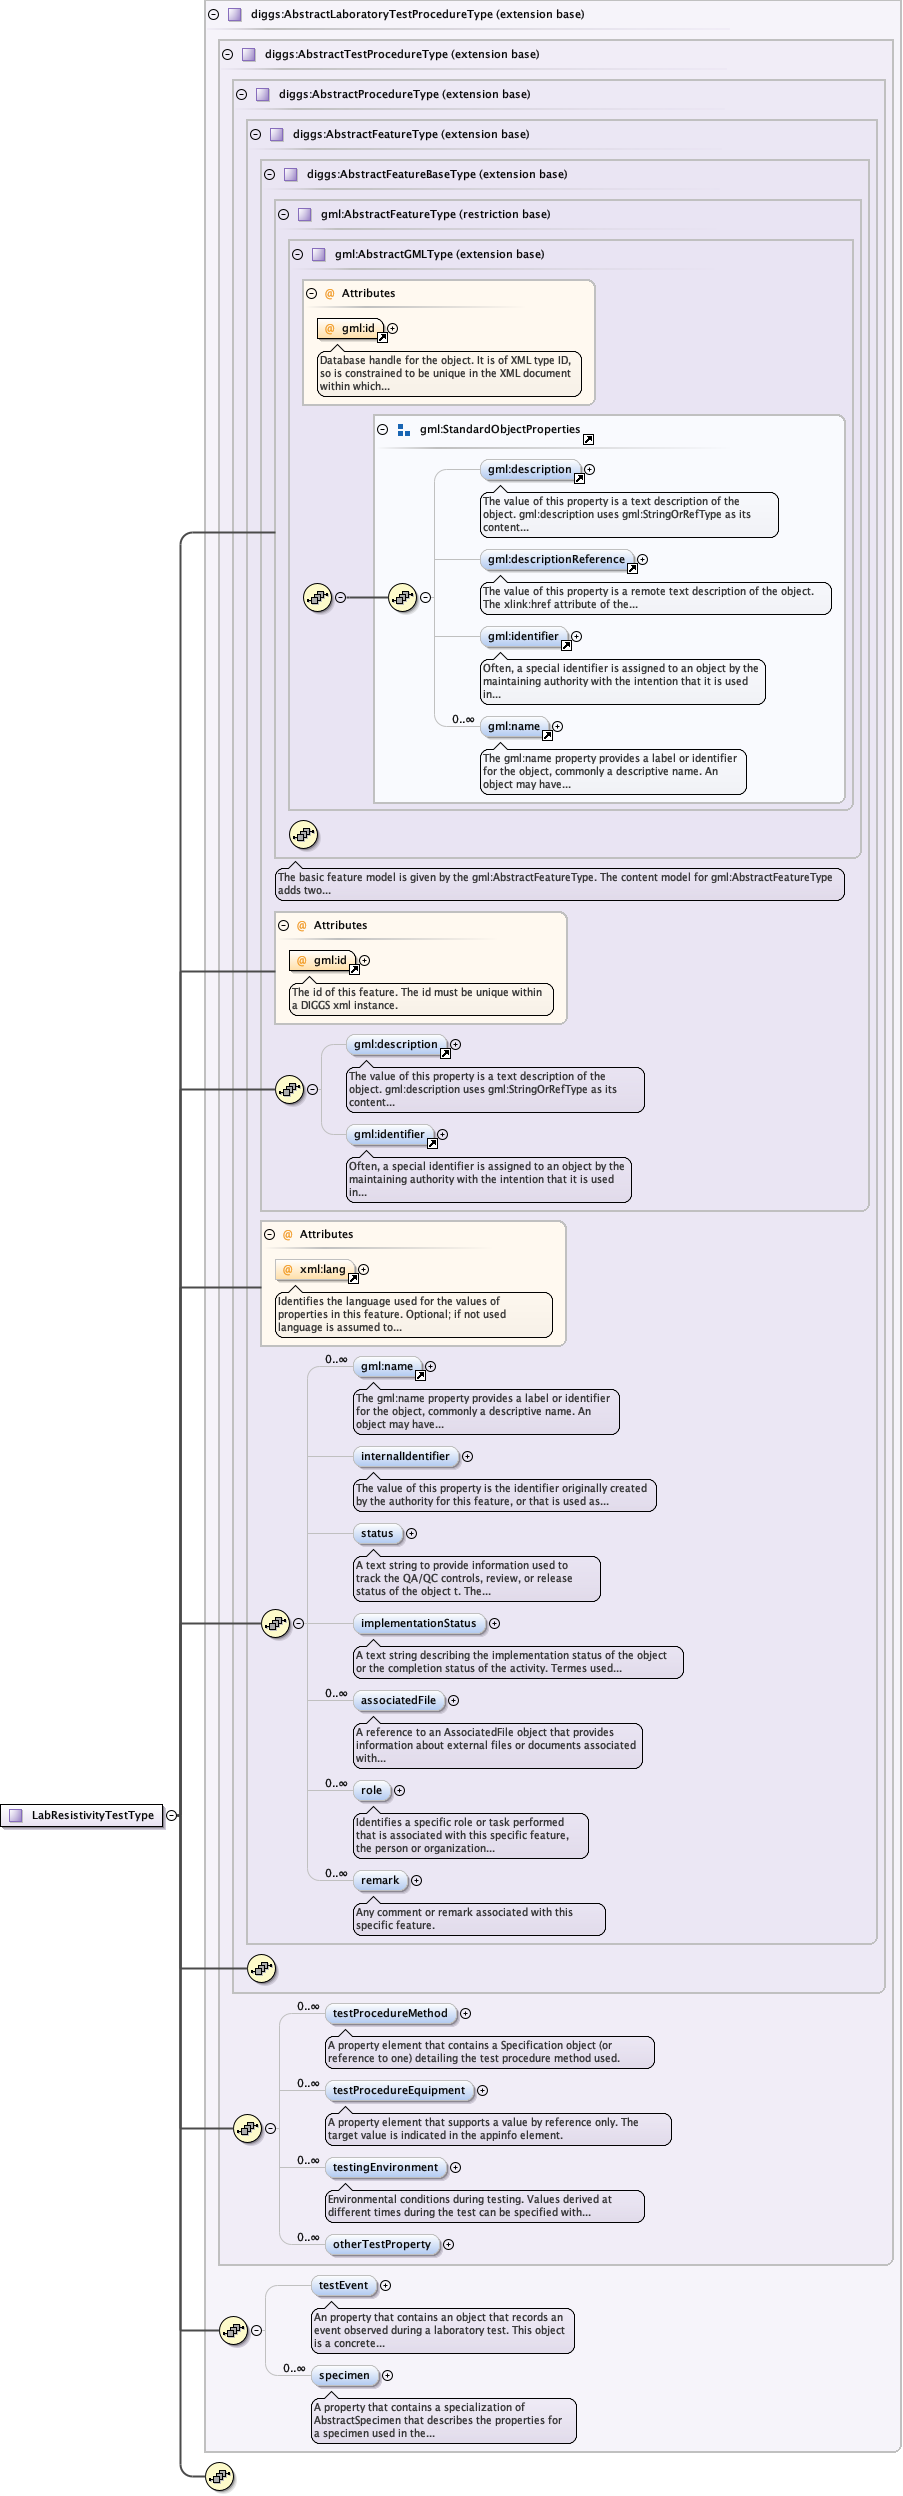 diggs:AbstractLaboratoryTestProcedureType (extension base)
diggs:AbstractTestProcedureType (extension base)
diggs:AbstractProcedureType (extension base)
diggs:AbstractFeatureType (extension base)
diggs:AbstractFeatureBaseType (extension base)
gml:AbstractFeatureType (restriction base)
gml:AbstractGMLType (extension base)
@ Attributes
@ gml:id
Database handle for the object. It is of XML type ID,
so is constrained to be unique in the XML document
within which...
gml:StandardObjectProperties
gml:description
The value of this property is a text description of the
object. gml:description uses gml:StringOrRefType as its
content...
gml:descriptionReference
The value of this property is a remote text description of the object.
The xlink:href attribute of the...
gml:identifier
Often, a special identifier is assigned to an object by the
maintaining authority with the intention that it is used
in...
0..∞
gml:name
The gml:name property provides a label or identifier
for the object, commonly a descriptive name. An
object may have...
The basic feature model is given by the gml:AbstractFeatureType. The content model for gml:AbstractFeatureType
adds two...
@ Attributes
@ gml:id
The id of this feature. The id must be unique within
a DIGGS xml instance.
gml:description
The value of this property is a text description of the
object. gml:description uses gml:StringOrRefType as its
content...
gml:identifier
Often, a special identifier is assigned to an object by the
maintaining authority with the intention that it is used
in...
@ Attributes
@ xml:lang
Identifies the language used for the values of
properties in this feature. Optional; if not used
language is assumed to...
0..∞
gml:name
The gml:name property provides a label or identifier
for the object, commonly a descriptive name. An
object may have...
internalIdentifier
The value of this property is the identifier originally created
by the authority for this feature, or that is used as...
status
A text string to provide information used to
track the QA/QC controls, review, or release
status of the object t. The...
implementationStatus
A text string describing the implementation status of the object
or the completion status of the activity. Termes used...
0..∞
associatedFile
A reference to an AssociatedFile object that provides
information about external files or documents associated
with...
0..∞
role
Identifies a specific role or task performed
that is associated with this specific feature,
the person or organization...
LabResistivityTestType
0..∞
remark
Any comment or remark associated with this
specific feature.
0..∞
testProcedureMethod
A property element that contains a Specification object (or
reference to one) detailing the test procedure method used.
0..∞
testProcedureEquipment
A property element that supports a value by reference only. The
target value is indicated in the appinfo element.
0..∞
testingEnvironment
Environmental conditions during testing. Values derived at
different times during the test can be specified with...
0..∞
otherTestProperty
testEvent
An property that contains an object that records an
event observed during a laboratory test. This object
is a concrete...
0..∞
specimen
A property that contains a specialization of
AbstractSpecimen that describes the properties for
a specimen used in the...